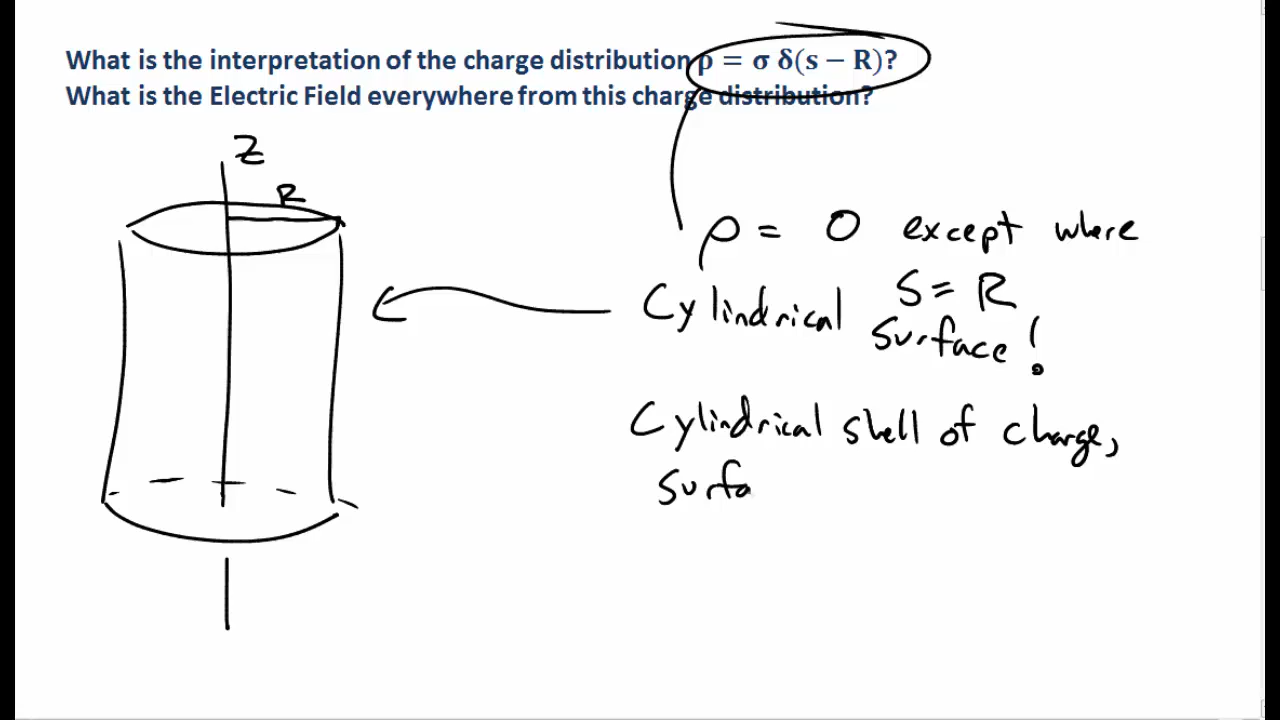 What is the interpretation of the charge distribution ρ = σ δ(s − R)?
What is the Electric Field everywhere from this charge distribution?
Z
R
ρ = 0 except where
S = R
Cylindrical surface!
Cylindrical shell of charge,
surfa